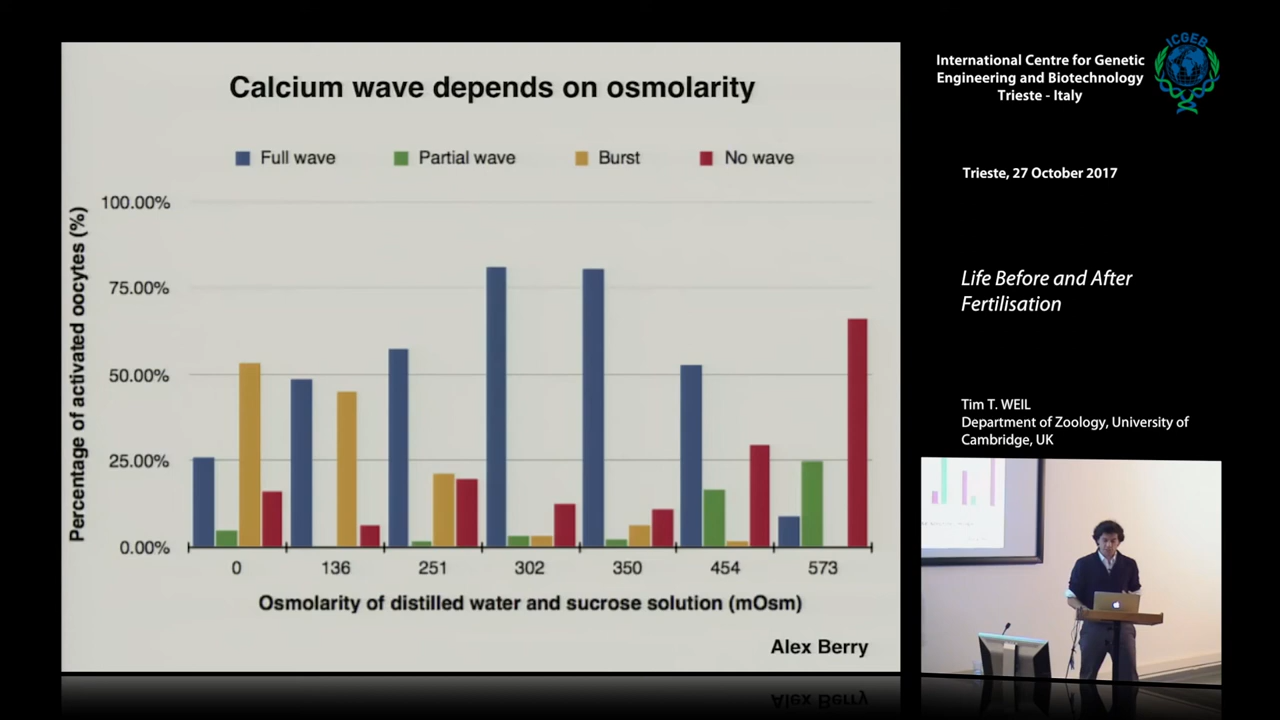 Calcium wave depends on osmolarity
Full wave
Partial wave
Burst
No wave
Percentage of activated oocytes (%)
100.00%
75.00%
50.00%
25.00%
0.00%
0
136
251
302
350
454
573
Osmolarity of distilled water and sucrose solution (mOsm)
Alex Berry
International Centre for Genetic
Engineering and Biotechnology
Trieste - Italy
ICGEB
Trieste, 27 October 2017
Life Before and After
Fertilisation
Tim T. WEIL
Department of Zoology, University of
Cambridge, UK